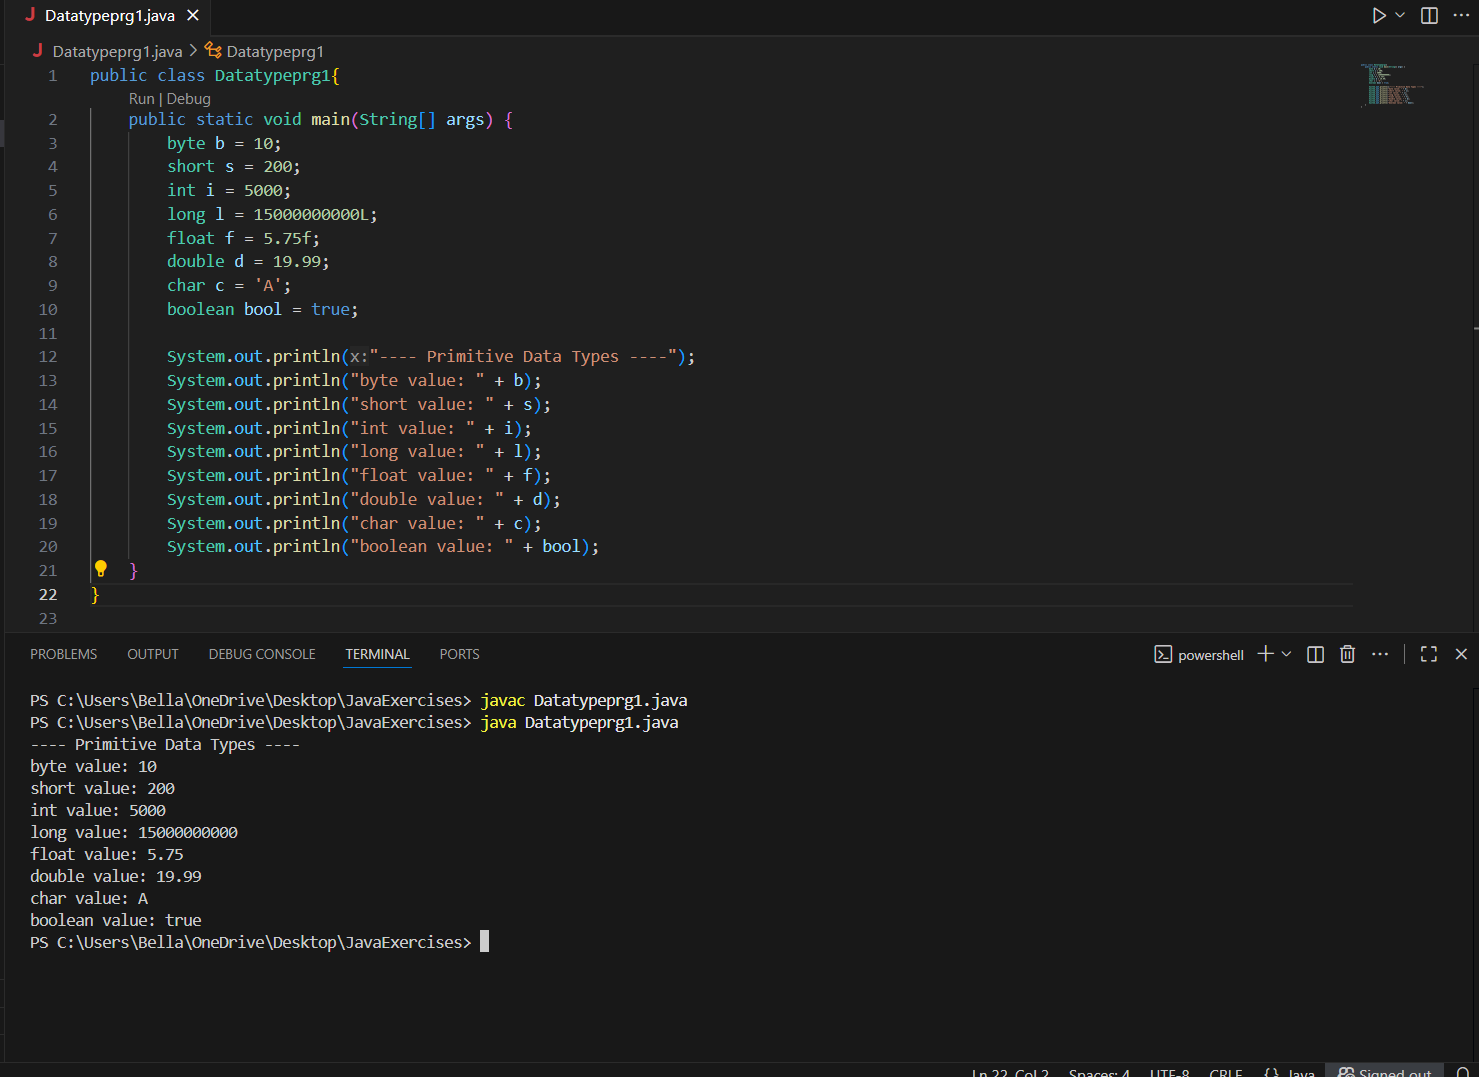 Datatypeprg1.java
Datatypeprg1.java > Datatypeprg1
1 public class Datatypeprg1{
Run | Debug
2 public static void main(String[] args) {
3 byte b = 10;
4 short s = 200;
5 int i = 5000;
6 long l = 15000000000L;
7 float f = 5.75f;
8 double d = 19.99;
9 char c = 'A';
10 boolean bool = true;
11
12 System.out.println(x:"---- Primitive Data Types ----");
13 System.out.println("byte value: " + b);
14 System.out.println("short value: " + s);
15 System.out.println("int value: " + i);
16 System.out.println("long value: " + l);
17 System.out.println("float value: " + f);
18 System.out.println("double value: " + d);
19 System.out.println("char value: " + c);
20 System.out.println("boolean value: " + bool);
21 }
22 }
23
PROBLEMS OUTPUT DEBUG CONSOLE TERMINAL PORTS powershell
PS C:\Users\Bella\OneDrive\Desktop\JavaExercises> javac Datatypeprg1.java
PS C:\Users\Bella\OneDrive\Desktop\JavaExercises> java Datatypeprg1.java
---- Primitive Data Types ----
byte value: 10
short value: 200
int value: 5000
long value: 15000000000
float value: 5.75
double value: 19.99
char value: A
boolean value: true
PS C:\Users\Bella\OneDrive\Desktop\JavaExercises>
Ln 22, Col 2 Spaces: 4 UTF-8 CRLF {} Java Signed out